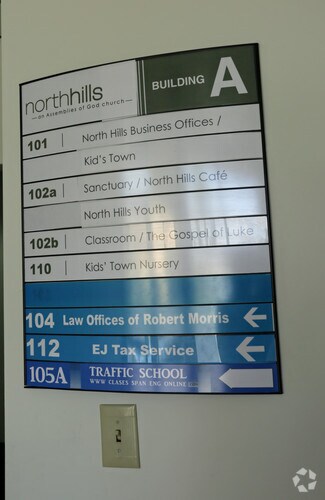 northhills
BUILDING A
an Assemblies of God church
101 North Hills Business Offices /
Kid's Town
102a Sanctuary / North Hills Café
North Hills Youth
102b Classroom / The Gospel of Luke
110 Kids' Town Nursery
104 Law Offices of Robert Morris
112 EJ Tax Service
105A TRAFFIC SCHOOL
WWW CLASES SPAN ENG ONLINE